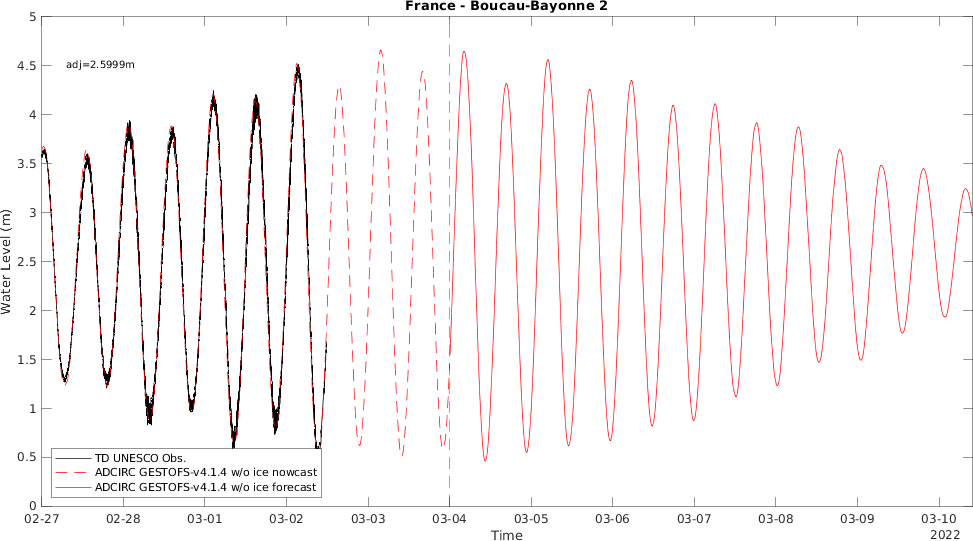 France - Boucau-Bayonne 2
5
4.5
4
3.5
3
2.5
2
1.5
1
0.5
0
Water Level (m)
adj=2.5999m
TD UNESCO Obs.
ADCIRC GESTOFS-v4.1.4 w/o ice nowcast
ADCIRC GESTOFS-v4.1.4 w/o ice forecast
02-27 02-28 03-01 03-02 03-03 03-04 03-05 03-06 03-07 03-08 03-09 03-10
2022
Time